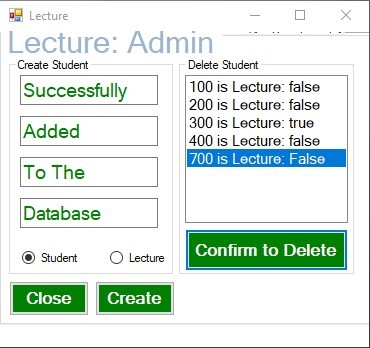 Lecture
Lecture: Admin
Create Student
Successfully
Added
To The
Database
Student
Lecture
Close
Create
Delete Student
100 is Lecture: false
200 is Lecture: false
300 is Lecture: true
400 is Lecture: false
700 is Lecture: False
Confirm to Delete